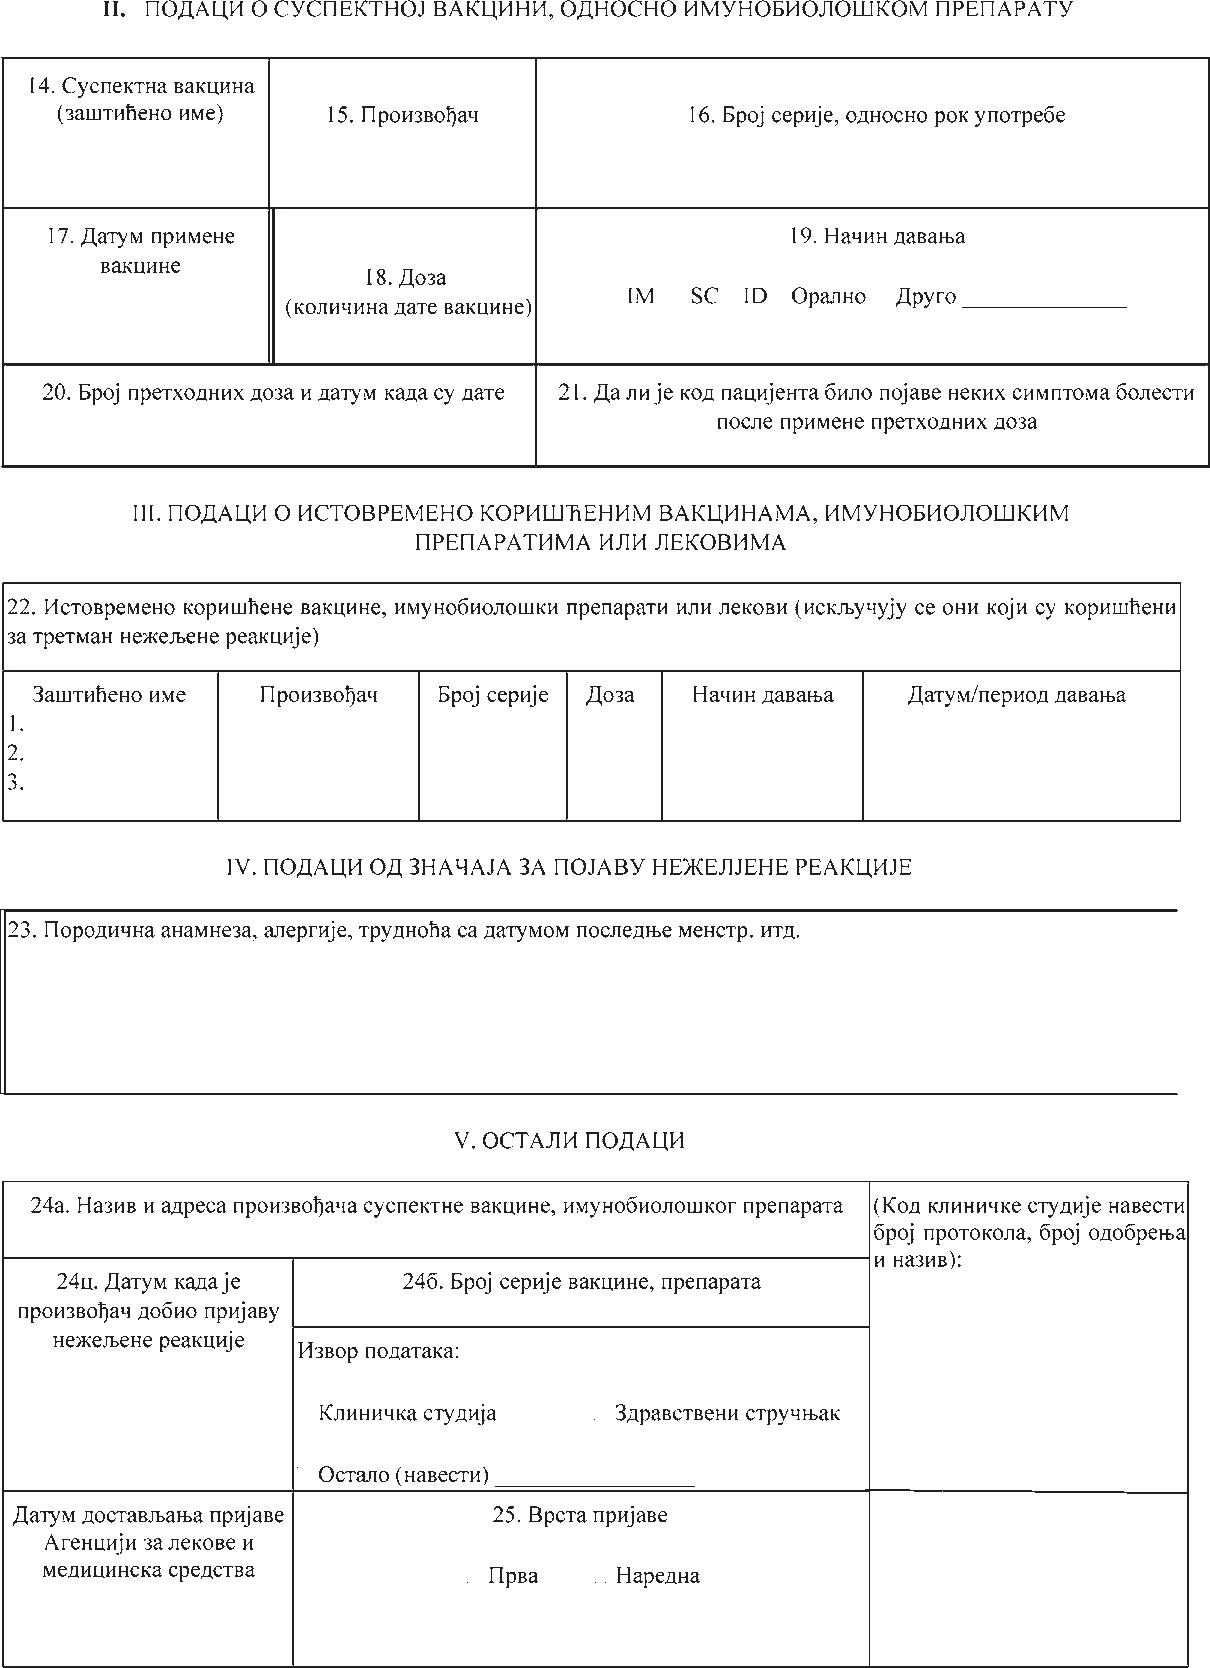 II. ПОДАЦИ О СУСПЕКТНОЈ ВАКЦИНИ, ОДНОСНО ИМУНОБИОЛОШКОМ ПРЕПАРАТУ
14. Суспектна вакцина
(заштићено име)
15. Произвођач
16. Број серије, односно рок употребе
17. Датум примене
вакцине
18. Доза
(количина дате вакцине)
19. Начин давања
IM SC ID Орално Друго _______________
20. Број претходних доза и датум када су дате
21. Да ли је код пацијента било појаве неких симптома болести
после примене претходних доза
III. ПОДАЦИ О ИСТОВРЕМЕНО КОРИШЋЕНИМ ВАКЦИНАМА, ИМУНОБИОЛОШКИМ
ПРЕПАРАТИМА ИЛИ ЛЕКОВИМА
22. Истовремено коришћене вакцине, имунобиолошки препарати или лекови (искључују се они који су коришћени
за третман нежељене реакције)
Заштићено име Произвођач Број серије Доза Начин давања Датум/период давања
1.
2.
3.
IV. ПОДАЦИ ОД ЗНАЧАЈА ЗА ПОЈАВУ НЕЖЕЛЈЕНЕ РЕАКЦИЈЕ
23. Породична анамнеза, алергије, трудноћа са датумом последње менстр. итд.
V. ОСТАЛИ ПОДАЦИ
24а. Назив и адреса произвођача суспектне вакцине, имунобиолошког препарата
(Код клиничке студије навести
број протокола, број одобрења
и назив):
24ц. Датум када је
произвођач добио пријаву
нежељене реакције
24б. Број серије вакцине, препарата
Извор података:
Клиничка студија Здравствени стручњак
Остало (навести) __________________
Датум достављања пријаве
Агенцији за лекове и
медицинска средства
25. Врста пријаве
Прва Наредна